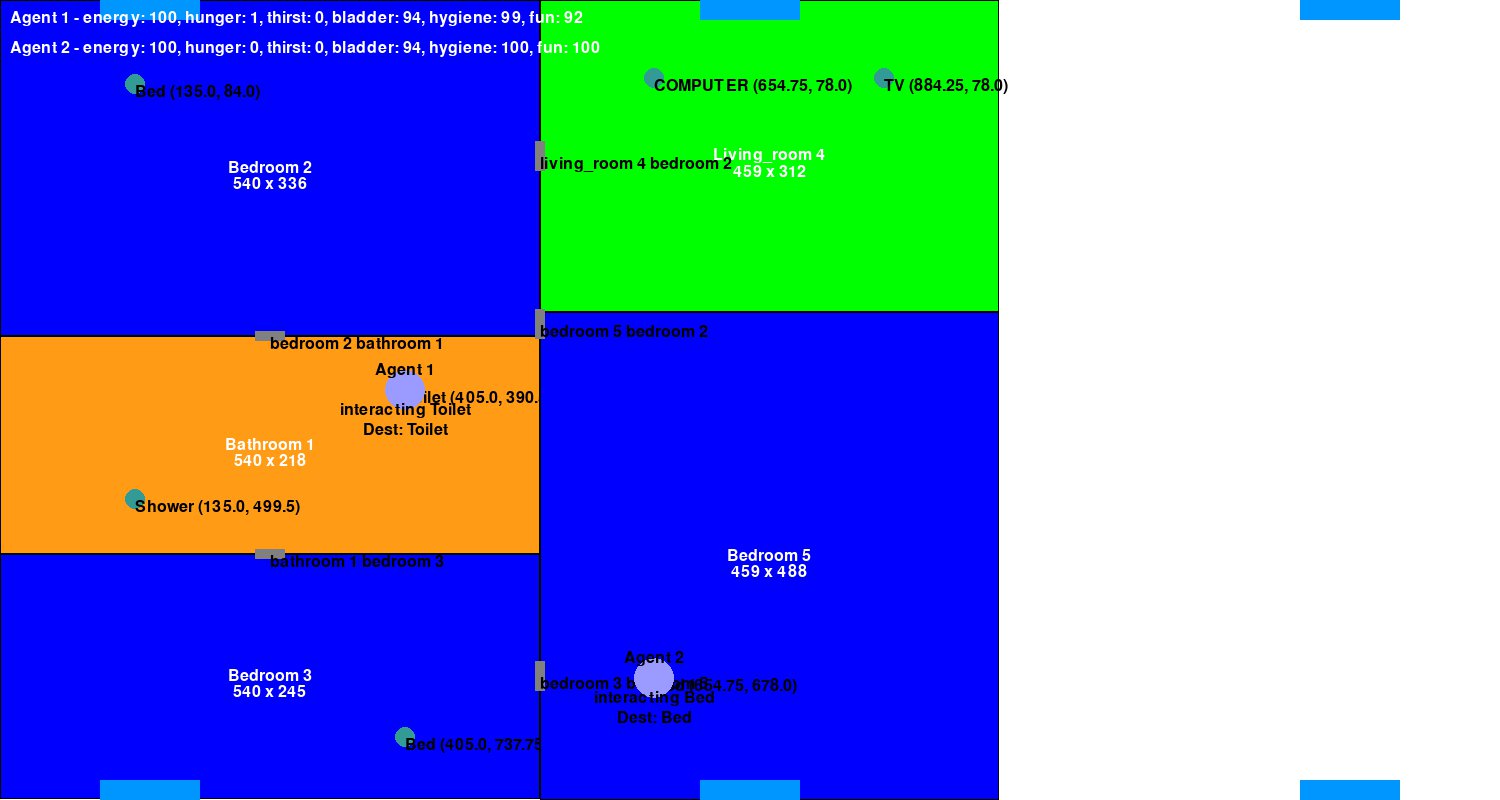 Agent 1 - energy: 100, hunger: 1, thirst: 0, bladder: 94, hygiene: 99, fun: 92
Agent 2 - energy: 100, hunger: 0, thirst: 0, bladder: 94, hygiene: 100, fun: 100
Bed (135.0, 84.0)
COMPUTER (654.75, 78.0)
TV (884.25, 78.0)
Bedroom 2
540 x 336
living_room 4 bedroom 2
Living_room 4
459 x 312
bedroom 5 bedroom 2
bedroom 2 bathroom 1
Agent 1
ilet (405.0, 390.
interacting Toilet
Dest: Toilet
Bathroom 1
540 x 218
Shower (135.0, 499.5)
bathroom 1 bedroom 3
Bedroom 5
459 x 488
Bedroom 3
540 x 245
Agent 2
bedroom 3
54.75, 678.0)
interacting Bed
Dest: Bed
Bed (405.0, 737.75